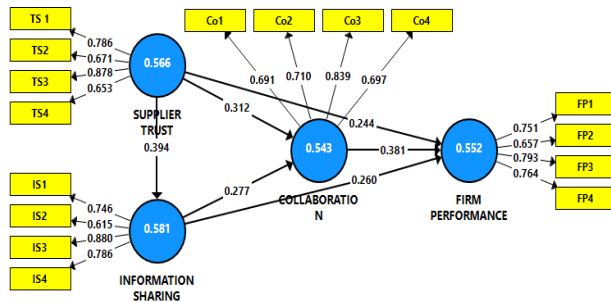 TS 1
TS2
TS3
TS4
0.786
0.671
0.878
0.653
0.566
SUPPLIER
TRUST
Co1
Co2
Co3
Co4
0.691
0.710
0.839
0.697
0.312
0.244
0.394
0.543
COLLABORATIO
N
0.381
0.552
FIRM
PERFORMANCE
FP1
FP2
FP3
FP4
0.751
0.657
0.793
0.764
0.277
0.260
IS1
IS2
IS3
IS4
0.746
0.615
0.880
0.786
0.581
INFORMATION
SHARING